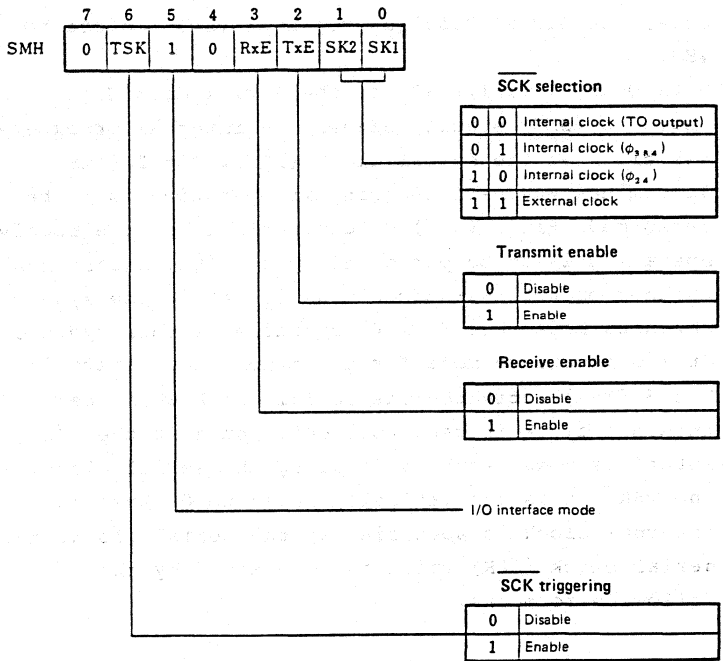 7 6 5 4 3 2 1 0
SMH 0 TSK 1 0 RxE TxE SK2 SK1
SCK selection
0 0 Internal clock (TO output)
0 1 Internal clock (φ384)
1 0 Internal clock (φ24)
1 1 External clock
Transmit enable
0 Disable
1 Enable
Receive enable
0 Disable
1 Enable
I/O interface mode
SCK triggering
0 Disable
1 Enable